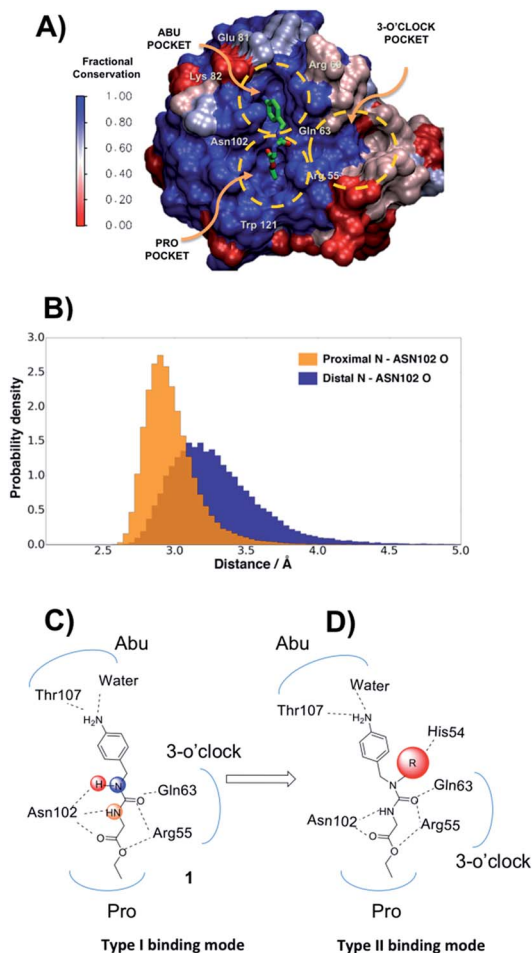 A)
ABU
POCKET
Glu 81
3-O'CLOCK
POCKET
Fractional
Conservation
Lys 82
1.00
0.80
0.60
0.40
0.20
0.00
Asn102
Gln 63
Arg 55
Trp 121
PRO
POCKET
B)
Probability density
3.0
2.5
2.0
1.5
1.0
0.5
0.0
Proximal N - ASN102 O
Distal N - ASN102 O
2.5 3.0 3.5 4.0 4.5 5.0
Distance / Å
C)
Abu
Water
Thr107
H2N
3-o'clock
H
N
Gln63
Asn102
HN
O
O
O
Arg55
1
Pro
Type I binding mode
D)
Abu
Water
Thr107
NH2
His54
R
N
Gln63
HN
O
Asn102
Arg55
O
O
3-o'clock
Pro
Type II binding mode